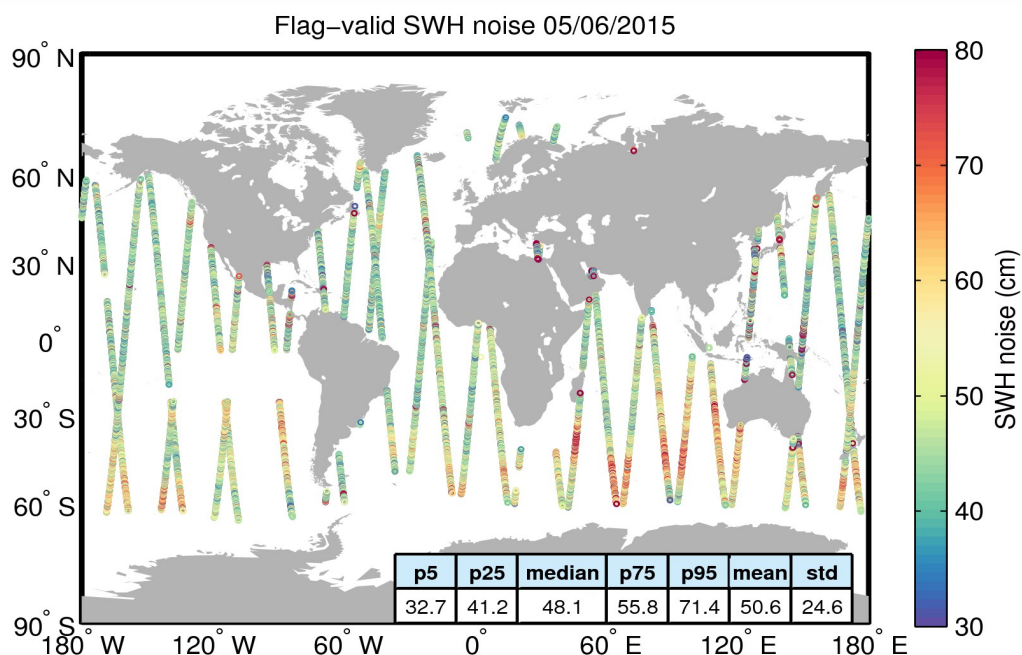 Flag−valid SWH noise 05/06/2015
90° N
60° N
30° N
0°
30° S
60° S
90° S
180° W
120° W
60° W
0°
60° E
120° E
180° E
p5 p25 median p75 p95 mean std
32.7 41.2 48.1 55.8 71.4 50.6 24.6
80
70
60
50
40
30
SWH noise (cm)